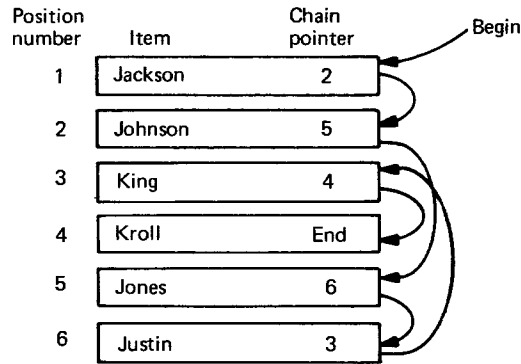 Position number Item Chain pointer
Begin
1 Jackson 2
2 Johnson 5
3 King 4
4 Kroll End
5 Jones 6
6 Justin 3